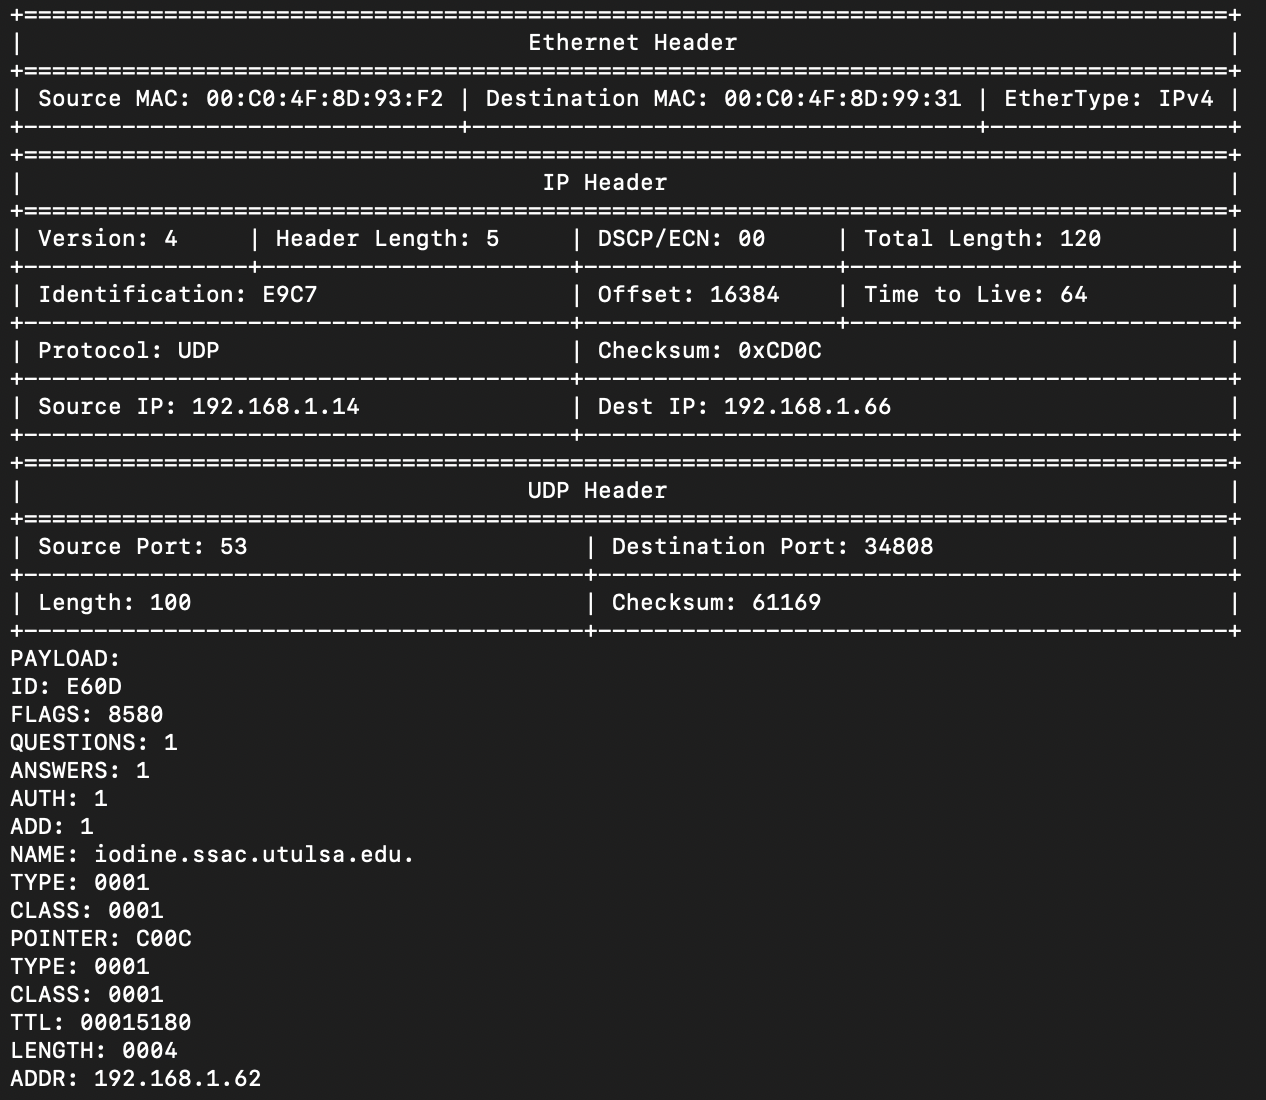 +======================================================================================+
|                                    Ethernet Header                                   |
+======================================================================================+
| Source MAC: 00:C0:4F:8D:93:F2 | Destination MAC: 00:C0:4F:8D:99:31 | EtherType: IPv4 |
+-------------------------------+------------------------------------+-----------------+
+======================================================================================+
|                                     IP Header                                        |
+======================================================================================+
| Version: 4     | Header Length: 5     | DSCP/ECN: 00     | Total Length: 120         |
+----------------+----------------------+------------------+---------------------------+
| Identification: E9C7                  | Offset: 16384    | Time to Live: 64          |
+---------------------------------------+------------------+---------------------------+
| Protocol: UDP                         | Checksum: 0xCD0C                             |
+---------------------------------------+----------------------------------------------+
| Source IP: 192.168.1.14               | Dest IP: 192.168.1.66                        |
+---------------------------------------+----------------------------------------------+
+======================================================================================+
|                                    UDP Header                                        |
+======================================================================================+
| Source Port: 53                        | Destination Port: 34808                     |
+----------------------------------------+---------------------------------------------+
| Length: 100                            | Checksum: 61169                             |
+----------------------------------------+---------------------------------------------+
PAYLOAD:
ID: E60D
FLAGS: 8580
QUESTIONS: 1
ANSWERS: 1
AUTH: 1
ADD: 1
NAME: iodine.ssac.utulsa.edu.
TYPE: 0001
CLASS: 0001
POINTER: C00C
TYPE: 0001
CLASS: 0001
TTL: 00015180
LENGTH: 0004
ADDR: 192.168.1.62